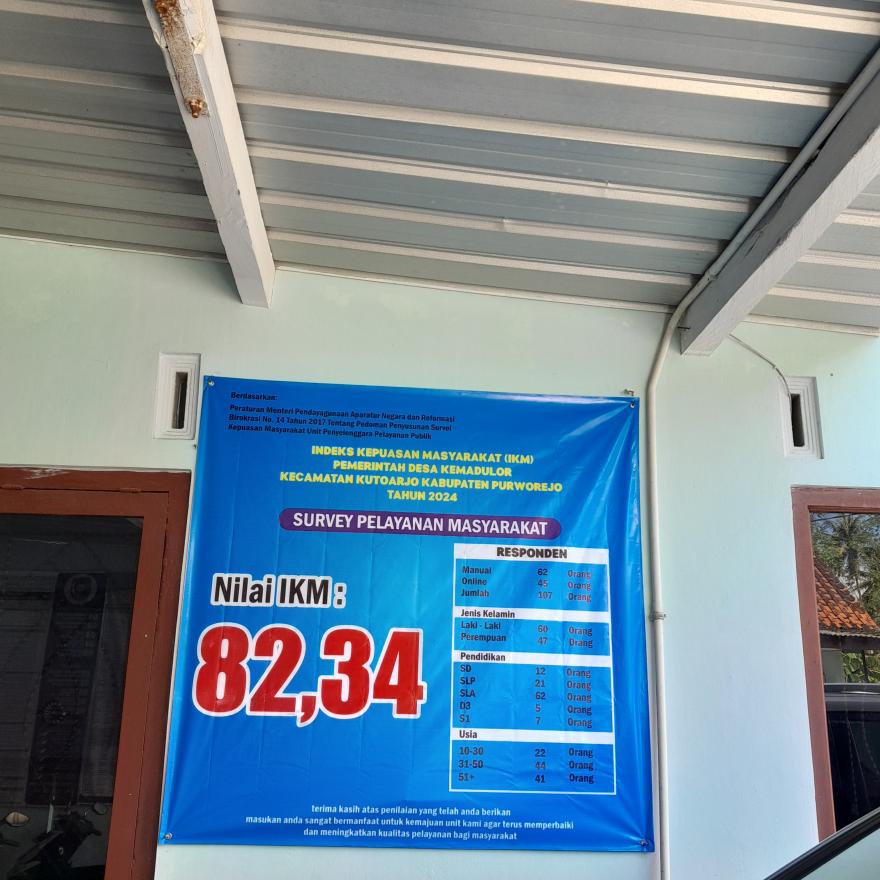 Berdasarkan:
Peraturan Menteri Pendayagunaan Aparatur Negara dan Reformasi
Birokrasi No. 14 Tahun 2017 Tentang Pedoman Penyusunan Survei
Kepuasan Masyarakat Unit Penyelenggara Pelayanan Publik
INDEKS KEPUASAN MASYARAKAT (IKM)
PEMERINTAH DESA KEMADULOR
KECAMATAN KUTOARJO KABUPATEN PURWOREJO
TAHUN 2024
SURVEY PELAYANAN MASYARAKAT
Nilai IKM :
82,34
RESPONDEN
Manual 62 Orang
Online 45 Orang
Jumlah 107 Orang
Jenis Kelamin
Laki - Laki 60 Orang
Perempuan 47 Orang
Pendidikan
SD 12 Orang
SLP 21 Orang
SLA 62 Orang
D3 5 Orang
S1 7 Orang
Usia
10-30 22 Orang
31-50 44 Orang
51+ 41 Orang
terima kasih atas penilaian yang telah anda berikan
masukan anda sangat bermanfaat untuk kemajuan unit kami agar terus memperbaiki
dan meningkatkan kualitas pelayanan bagi masyarakat